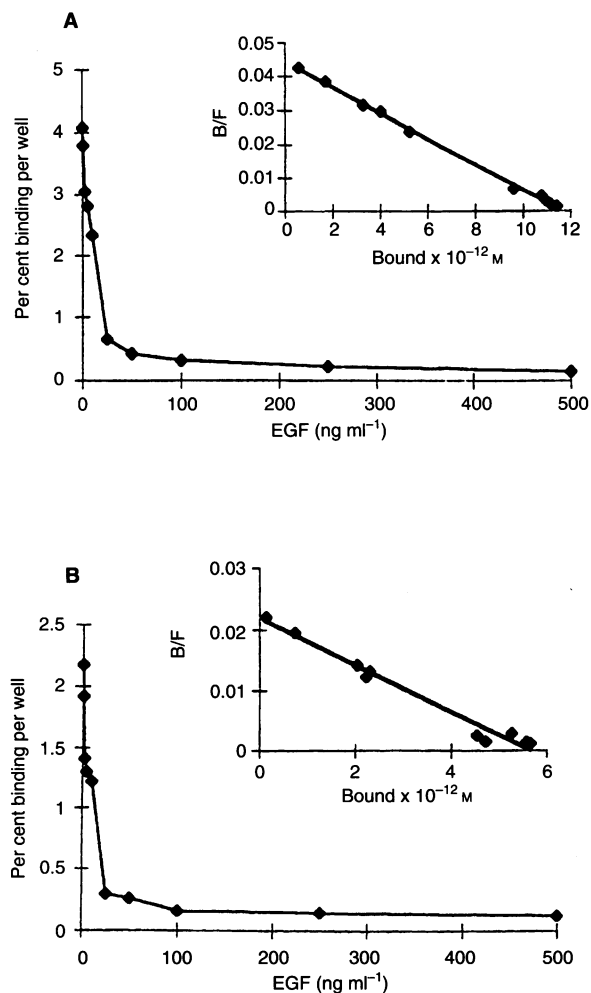 A
Per cent binding per well
5
4
3
2
1
0
0 100 200 300 400 500
EGF (ng ml⁻¹)
B/F
0.05
0.04
0.03
0.02
0.01
0
0 2 4 6 8 10 12
Bound x 10⁻¹² M
B
Per cent binding per well
2.5
2
1.5
1
0.5
0
0 100 200 300 400 500
EGF (ng ml⁻¹)
B/F
0.03
0.02
0.01
0
0 2 4 6
Bound x 10⁻¹² M